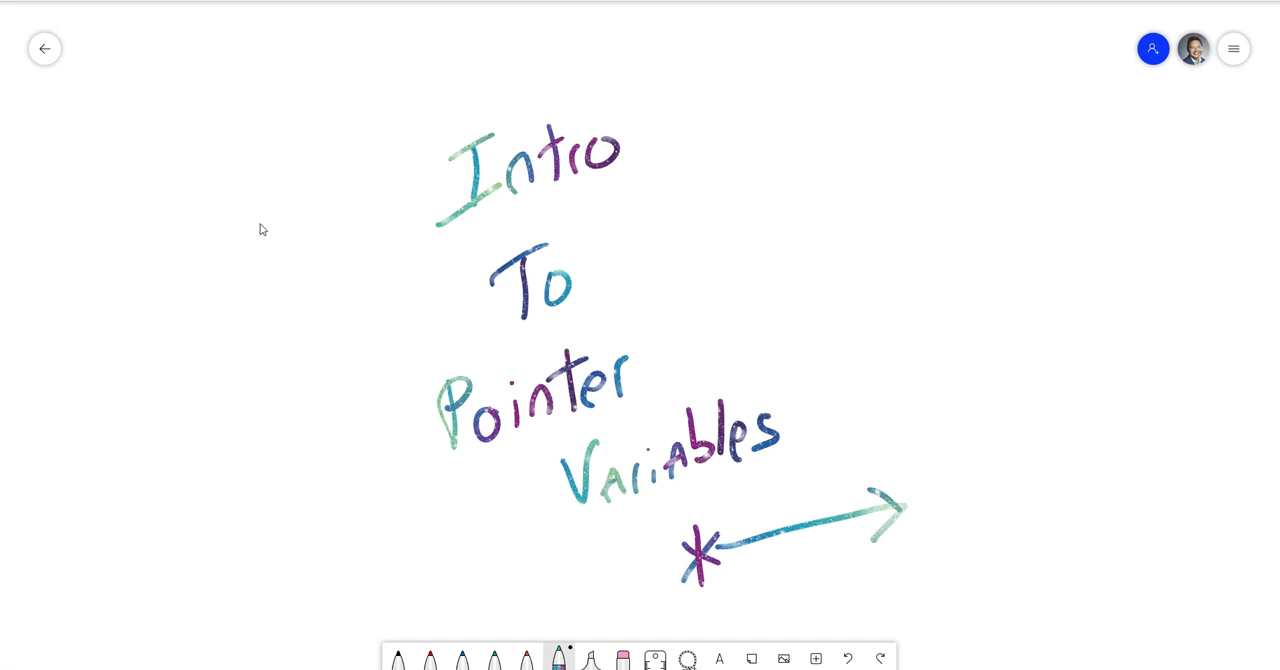 Intro
To
Pointer
Variables
*
A